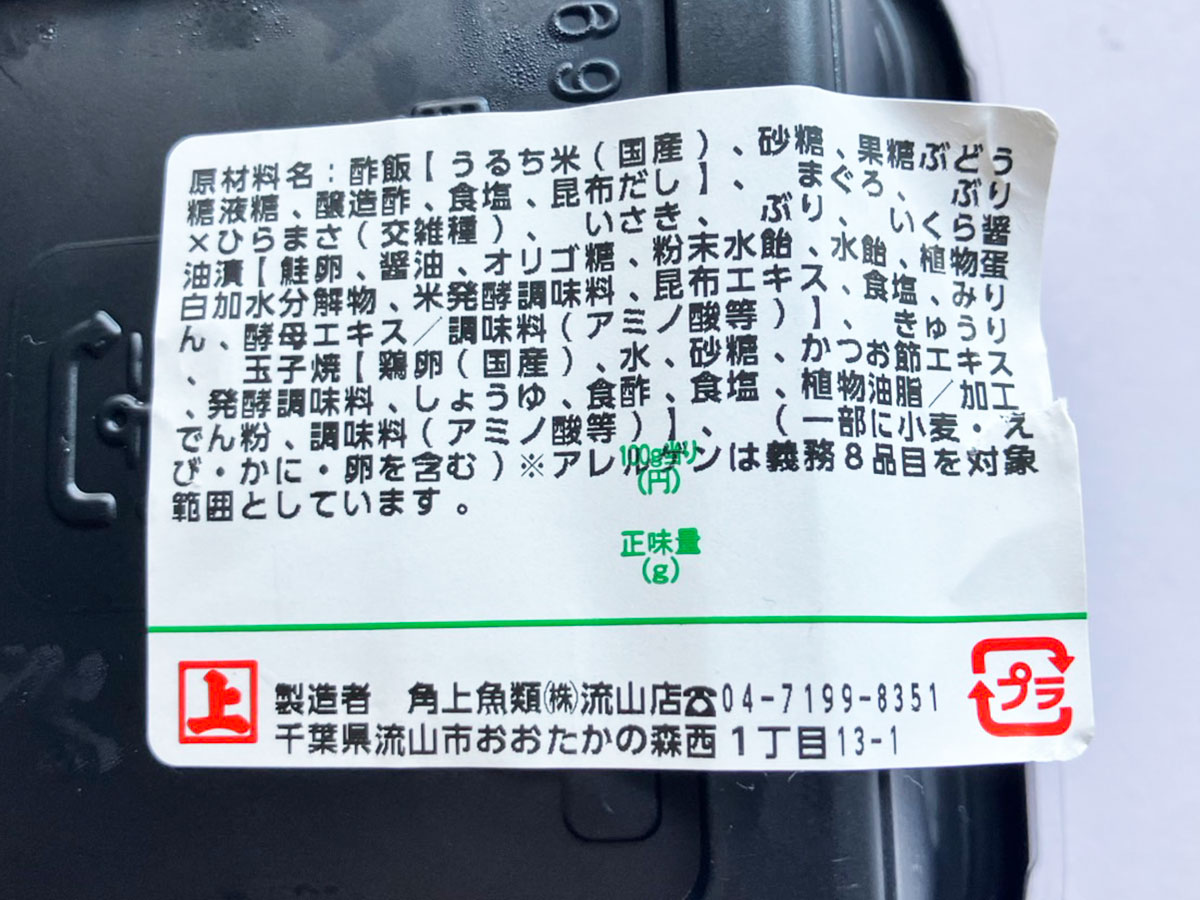 69
原材料名：酢飯【うるち米(国産)、砂糖、果糖ぶどう
糖液糖、醸造酢、食塩、昆布だし】、まぐろ、ぶり
×ひらまさ(交雑種)、いさき、ぶり、いくら醤
油漬【鮭卵、醤油、オリゴ糖、粉末水飴、水飴、植物蛋
白加水分解物、米発酵調味料、昆布エキス、食塩、みり
ん、酵母エキス／調味料(アミノ酸等)】、きゅうり
、玉子焼【鶏卵(国産)、水、砂糖、かつお節エキス
、発酵調味料、しょうゆ、食酢、食塩、植物油脂／加工
でん粉、調味料(アミノ酸等)】、(一部に小麦・え
び・かに・卵を含む)※アレルゲンは義務8品目を対象
範囲としています。
100g当り
(円)
正味量
(g)
上
製造者 角上魚類㈱流山店☎04-7199-8351
千葉県流山市おおたかの森西1丁目13-1
プラ